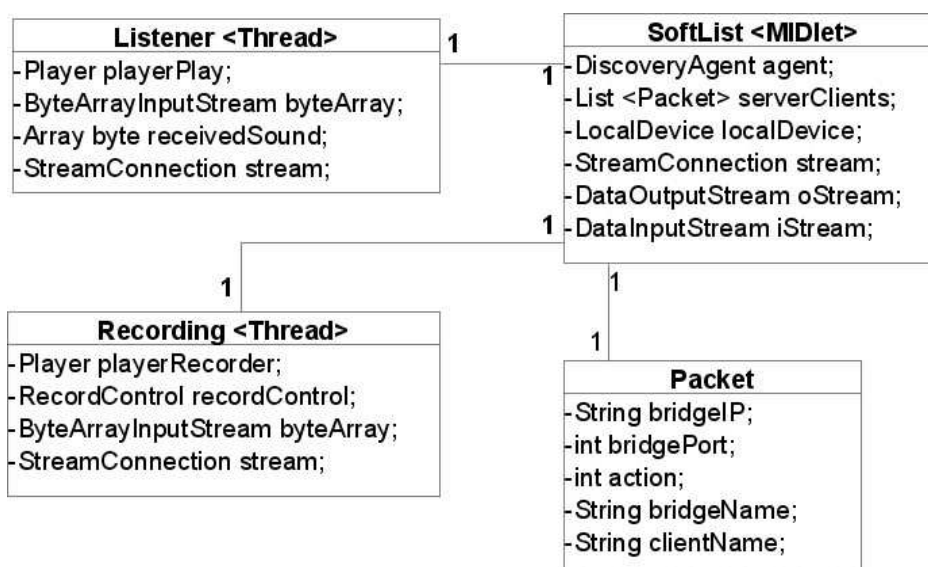 Listener <Thread>
-Player playerPlay;
-ByteArrayInputStream byteArray;
-Array byte receivedSound;
-StreamConnection stream;
1
1
SoftList <MIDlet>
-DiscoveryAgent agent;
-List <Packet> serverClients;
-LocalDevice localDevice;
-StreamConnection stream;
-DataOutputStream oStream;
-DataInputStream iStream;
1
1
Recording <Thread>
-Player playerRecorder;
-RecordControl recordControl;
-ByteArrayInputStream byteArray;
-StreamConnection stream;
1
1
Packet
-String bridgeIP;
-int bridgePort;
-int action;
-String bridgeName;
-String clientName;